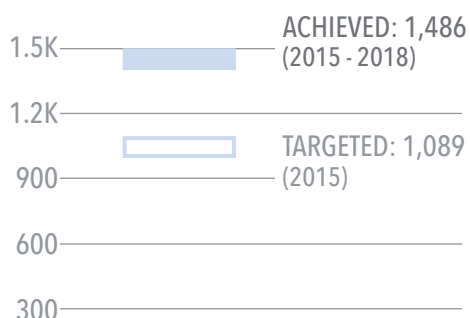 ACHIEVED: 1,486
1.5K
(2015 - 2018)
1.2K
TARGETED: 1,089
900
(2015)
600
300